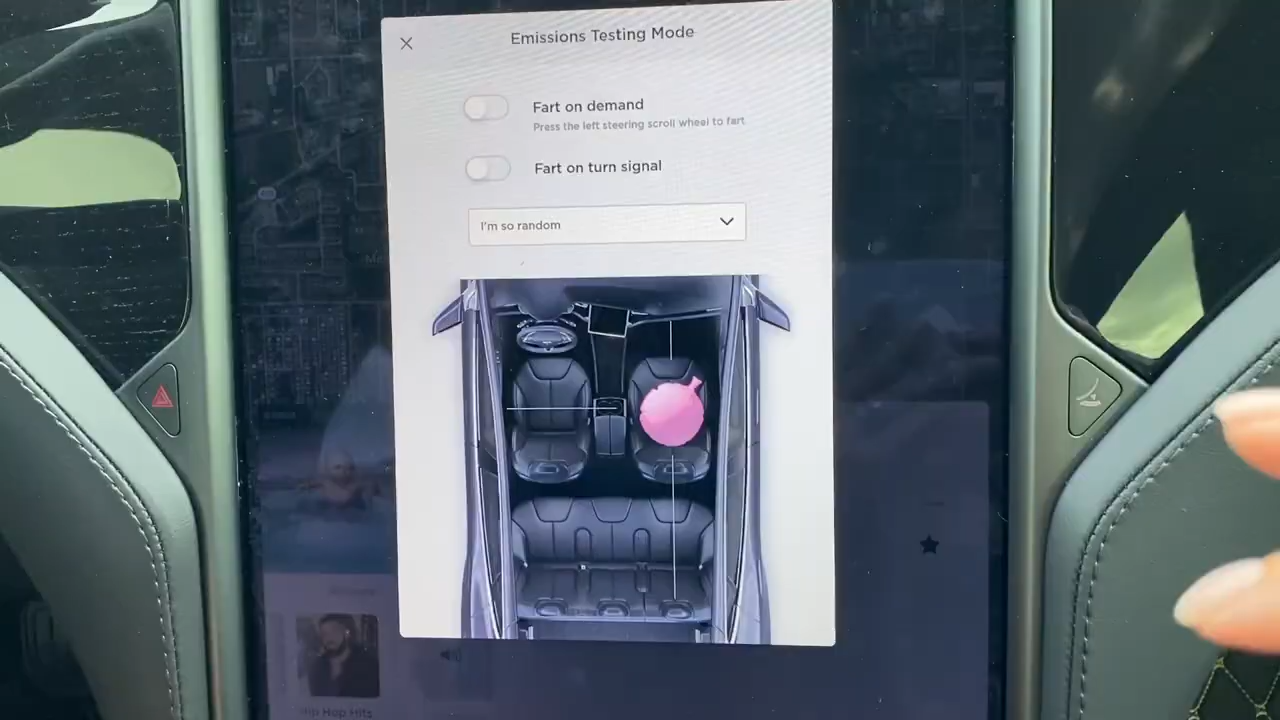 Emissions Testing Mode
Fart on demand
Press the left steering scroll wheel to fart
Fart on turn signal
I'm so random
Hip Hop Hits